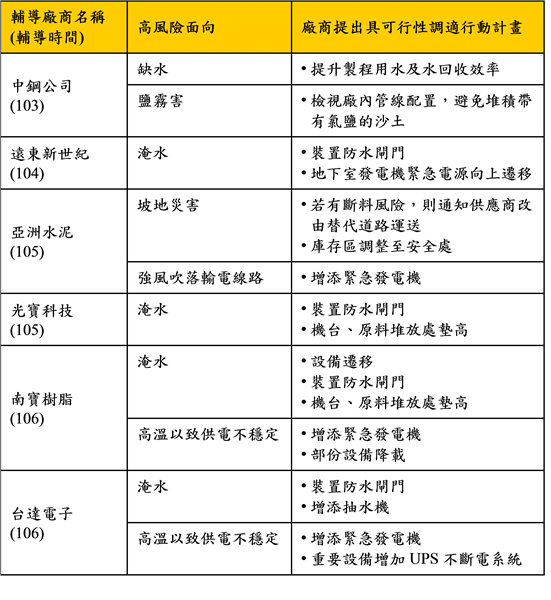 輔導廠商名稱
(輔導時間)
高風險面向
廠商提出具可行性調適行動計畫
中鋼公司
(103)
缺水
• 提升製程用水及水回收效率
鹽霧害
• 檢視廠內管線配置，避免堆積帶
有氯鹽的沙土
遠東新世紀
(104)
淹水
• 裝置防水閘門
• 地下室發電機緊急電源向上遷移
亞洲水泥
(105)
坡地災害
• 若有斷料風險，則通知供應商改
由替代道路運送
• 庫存區調整至安全處
強風吹落輸電線路
• 增添緊急發電機
光寶科技
(105)
淹水
• 裝置防水閘門
• 機台、原料堆放處墊高
南寶樹脂
(106)
淹水
• 設備遷移
• 裝置防水閘門
• 機台、原料堆放處墊高
高溫以致供電不穩定
• 增添緊急發電機
• 部份設備降載
台達電子
(106)
淹水
• 裝置防水閘門
• 增添抽水機
高溫以致供電不穩定
• 增添緊急發電機
• 重要設備增加 UPS 不斷電系統